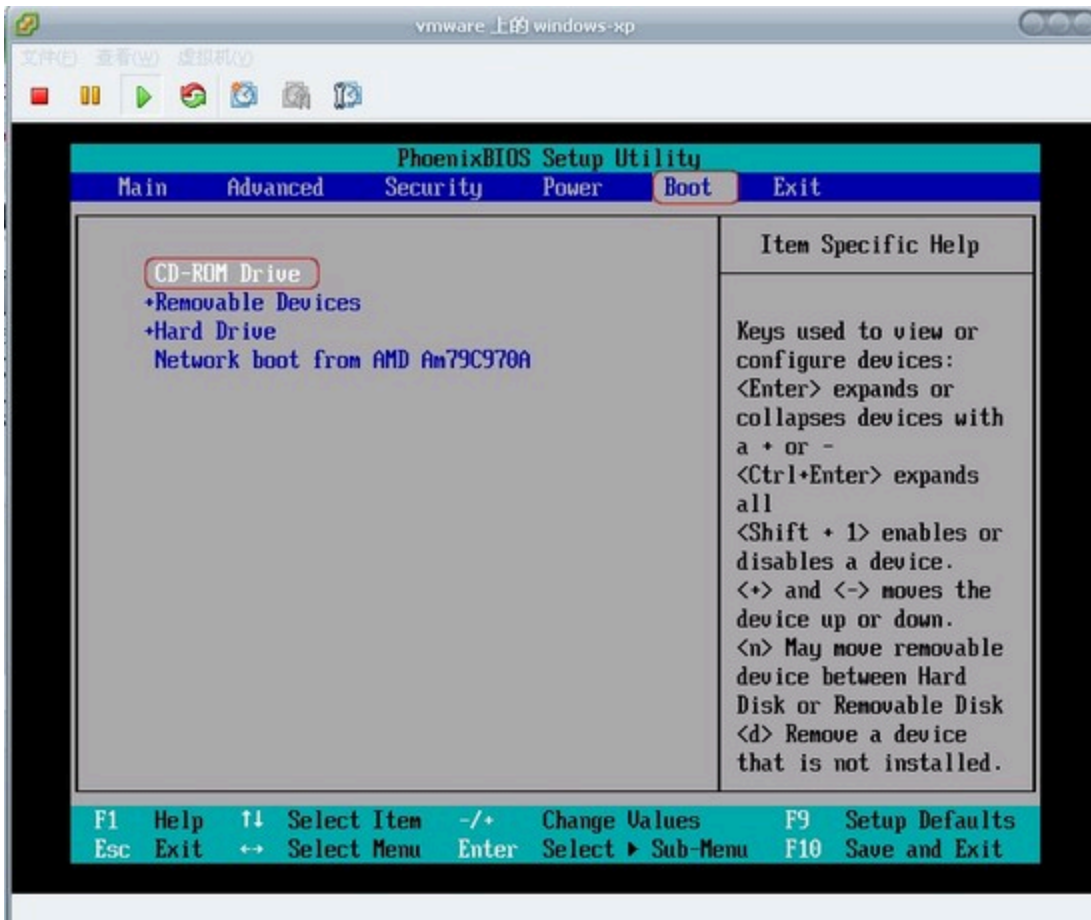 vmware 上的 windows-xp
文件(F) 查看(W) 虚拟机(V)
PhoenixBIOS Setup Utility
Main Advanced Security Power Boot Exit
Item Specific Help
CD-ROM Drive
+Removable Devices
+Hard Drive
Network boot from AMD Am79C970A
Keys used to view or
configure devices:
<Enter> expands or
collapses devices with
a + or -
<Ctrl+Enter> expands
all
<Shift + 1> enables or
disables a device.
<+> and <-> moves the
device up or down.
<n> May move removable
device between Hard
Disk or Removable Disk
<d> Remove a device
that is not installed.
F1 Help ↑↓ Select Item -/+ Change Values F9 Setup Defaults
Esc Exit ↔ Select Menu Enter Select ▶ Sub-Menu F10 Save and Exit